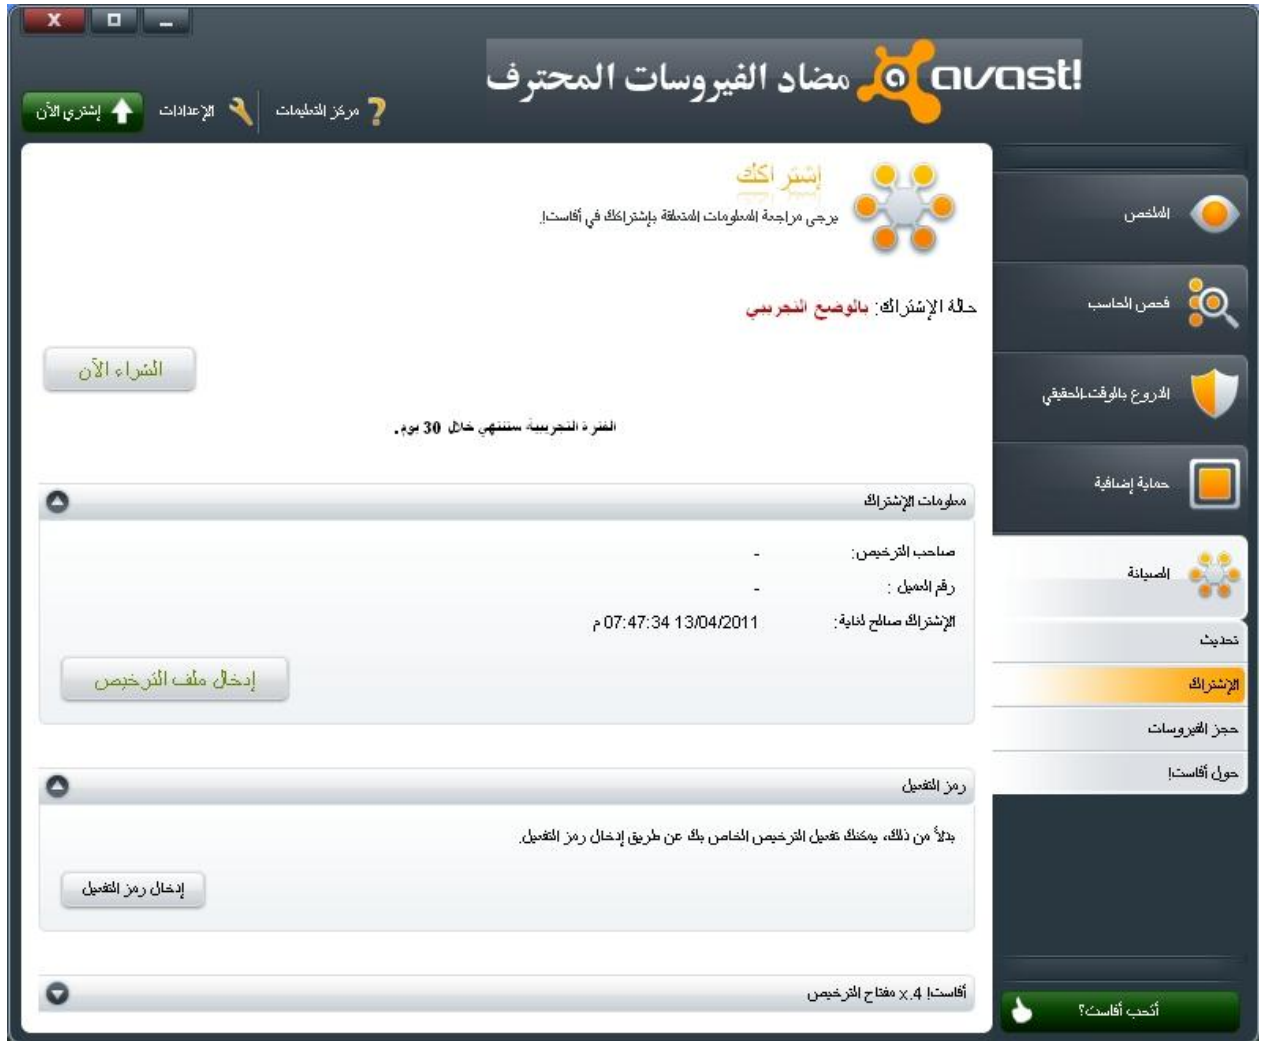 avast! مضاد الفيروسات المحترف
مركز التعليمات
الإعدادات
إشتري الآن
إشتراكك
يرجى مراجعة المعلومات المتعلقة بإشتراكك في أفاست!.
حالة الإشتراك: بالوضع التجريبي
الشراء الآن
الفترة التجريبية ستنتهي خلال 30 يوم.
معلومات الإشتراك
صاحب الترخيص: -
رقم العميل : -
الإشتراك صالح لغاية: 13/04/2011 07:47:34 م
إدخال ملف الترخيص
رمز التفعيل
بدلاً من ذلك، يمكنك تفعيل الترخيص الخاص بك عن طريق إدخال رمز التفعيل.
إدخال رمز التفعيل
أفاست! 4.x مفتاح الترخيص
الملخص
فحص الحاسب
الدروع بالوقت الحقيقي
حماية إضافية
الصيانة
تحديث
الإشتراك
حجز الفيروسات
حول أفاست!
أتحب أفاست؟